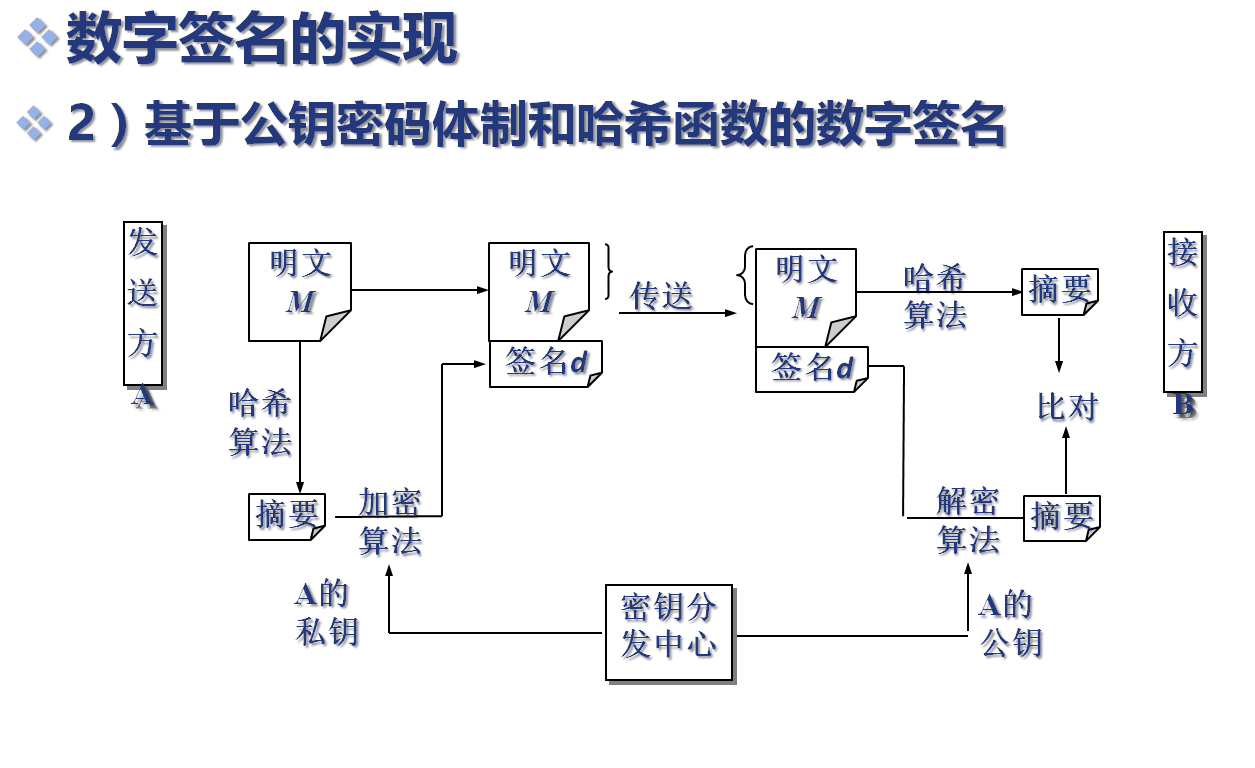 数字签名的实现
2）基于公钥密码体制和哈希函数的数字签名
发
送
方
A
明文
M
哈希
算法
摘要
加密
算法
A的
私钥
明文
M
签名d
传送
密钥分
发中心
明文
M
签名d
哈希
算法
摘要
比对
解密
算法
摘要
A的
公钥
接
收
方
B